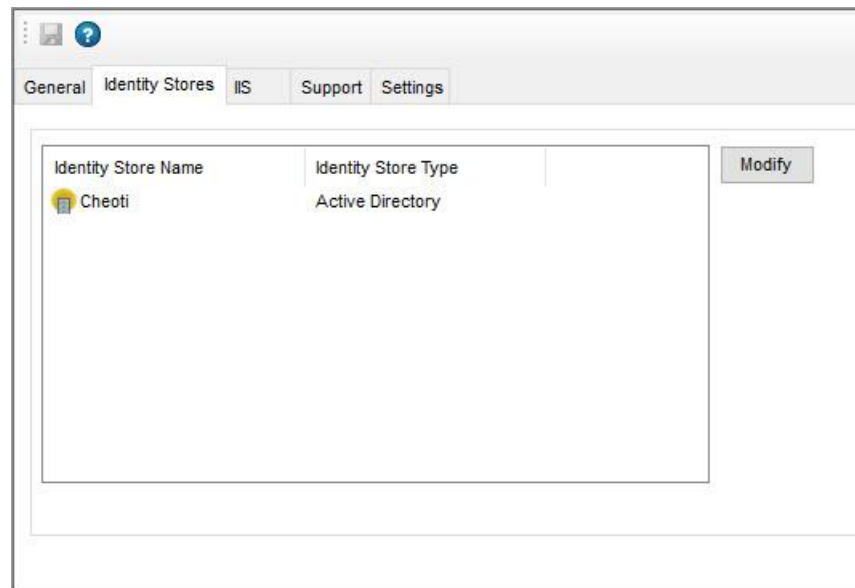 ?
General Identity Stores IIS Support Settings
Identity Store Name Identity Store Type Modify
Cheoti Active Directory